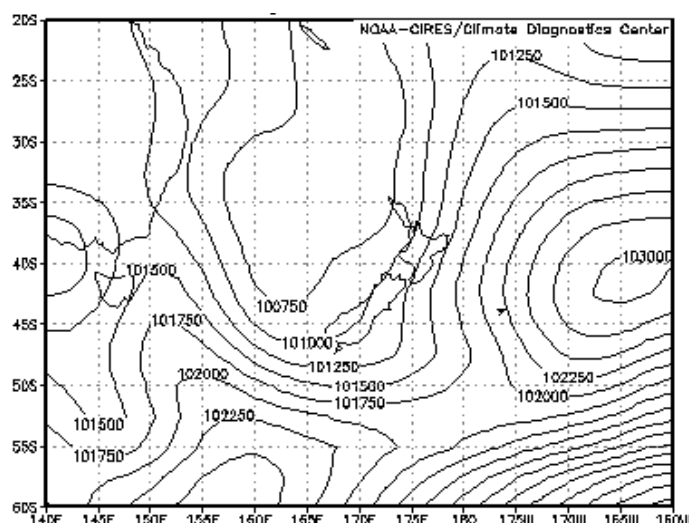 20S
NOAA-CIRES/Climate Diagnostics Center
101250
25S
101500
30S
35S
40S
103000
101500
100750
45S
101750
101000
101250
102000
102250
101500
50S
102250
101750
102000
101500
55S
101750
60S
140E 145E 150E 155E 160E 165E 170E 175E 180 175W 170W 165W 160W